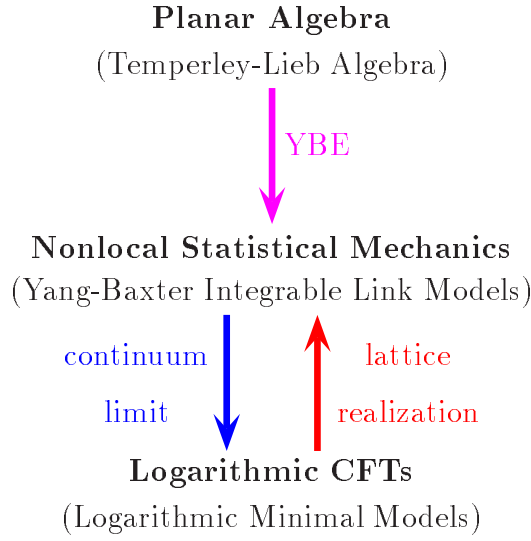 Planar Algebra
(Temperley-Lieb Algebra)
YBE
Nonlocal Statistical Mechanics
(Yang-Baxter Integrable Link Models)
continuum
lattice
limit
realization
Logarithmic CFTs
(Logarithmic Minimal Models)